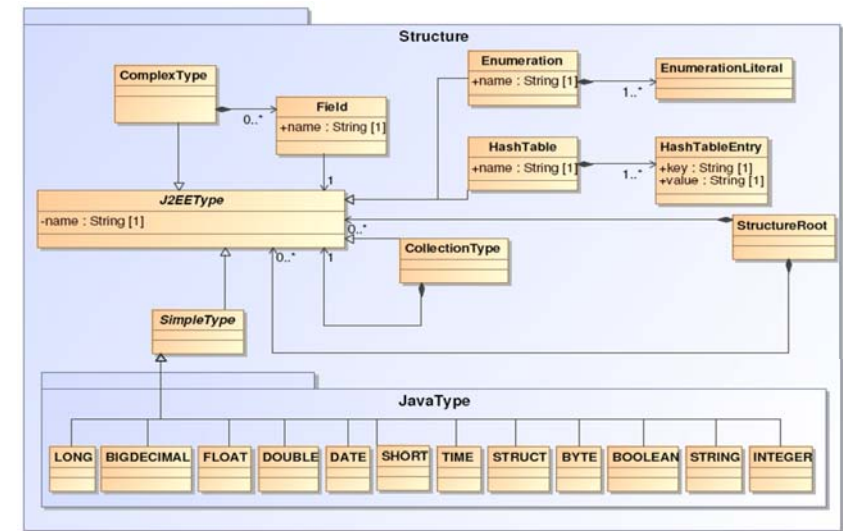 Structure
ComplexType
Field
+name : String [1]
0..*
1
Enumeration
+name : String [1]
1..*
EnumerationLiteral
HashTable
+name : String [1]
1..*
HashTableEntry
+key : String [1]
+value : String [1]
J2EEType
-name : String [1]
0..*
0..*
1
CollectionType
StructureRoot
SimpleType
JavaType
LONG
BIGDECIMAL
FLOAT
DOUBLE
DATE
SHORT
TIME
STRUCT
BYTE
BOOLEAN
STRING
INTEGER